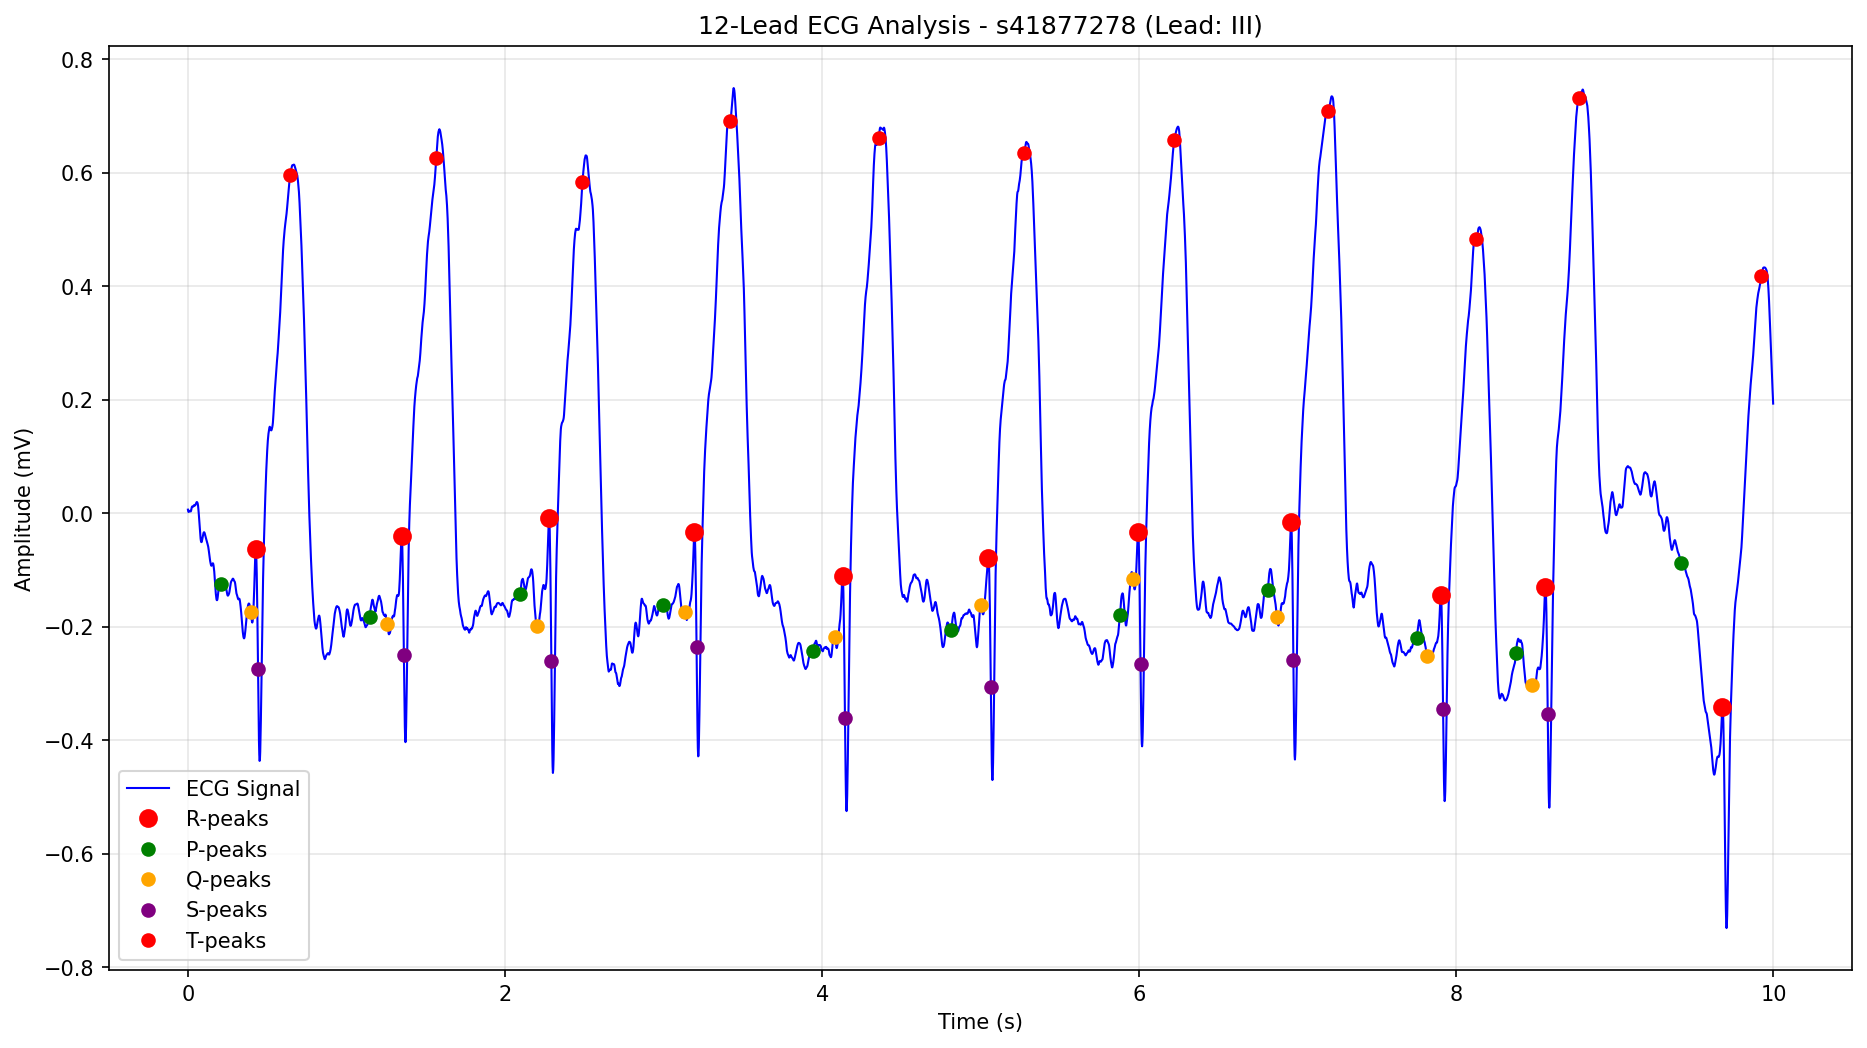 12-Lead ECG Analysis - s41877278 (Lead: III)
Amplitude (mV)
0.8
0.6
0.4
0.2
0.0
−0.2
−0.4
−0.6
−0.8
ECG Signal
R-peaks
P-peaks
Q-peaks
S-peaks
T-peaks
0 2 4 6 8 10
Time (s)